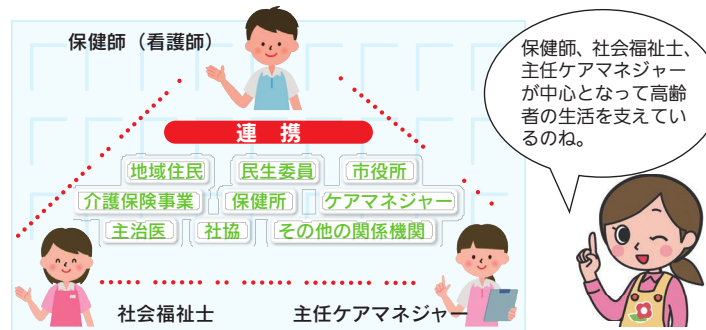 保健師（看護師）
連 携
地域住民 民生委員 市役所
介護保険事業 保健所 ケアマネジャー
主治医 社協 その他の関係機関
社会福祉士 主任ケアマネジャー
保健師、社会福祉士、
主任ケアマネジャー
が中心となって高齢
者の生活を支えてい
るのね。